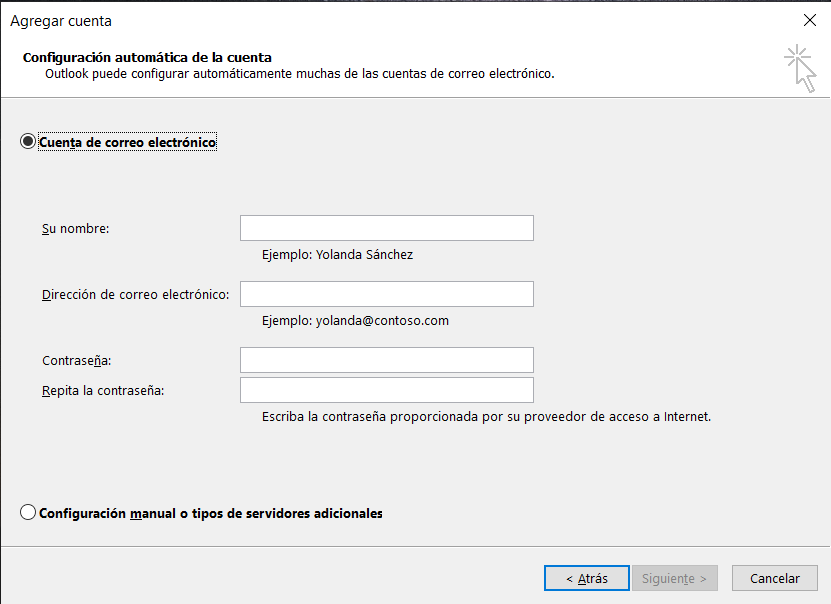 Agregar cuenta
Configuración automática de la cuenta
Outlook puede configurar automáticamente muchas de las cuentas de correo electrónico.
Cuenta de correo electrónico
Su nombre:
Ejemplo: Yolanda Sánchez
Dirección de correo electrónico:
Ejemplo: yolanda@contoso.com
Contraseña:
Repita la contraseña:
Escriba la contraseña proporcionada por su proveedor de acceso a Internet.
Configuración manual o tipos de servidores adicionales
< Atrás Siguiente > Cancelar